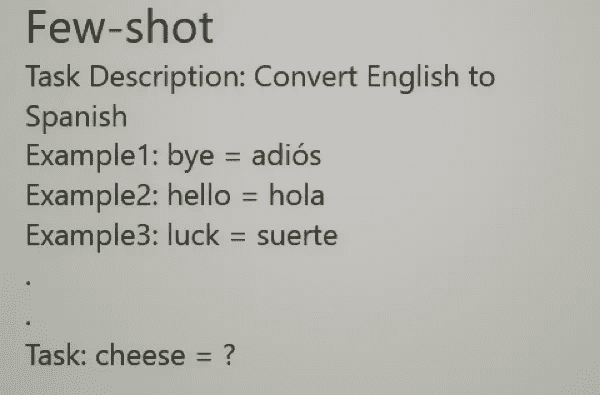 Few-shot
Task Description: Convert English to
Spanish
Example1: bye = adiós
Example2: hello = hola
Example3: luck = suerte
.
.
Task: cheese = ?